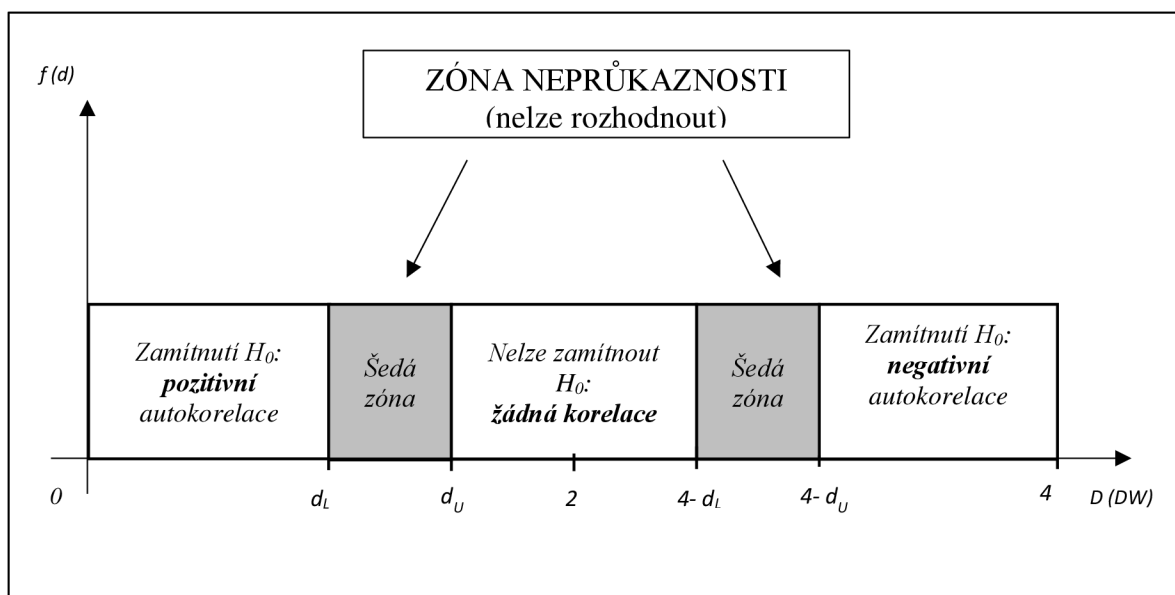 f (d)
ZÓNA NEPRŮKAZNOSTI
(nelze rozhodnout)
Zamítnutí H0:
pozitivní
autokorelace
Šedá
zóna
Nelze zamítnout
H0:
žádná korelace
Šedá
zóna
Zamítnutí H0:
negativní
autokorelace
0
dL
dU
2
4- dL
4- dU
4
D (DW)